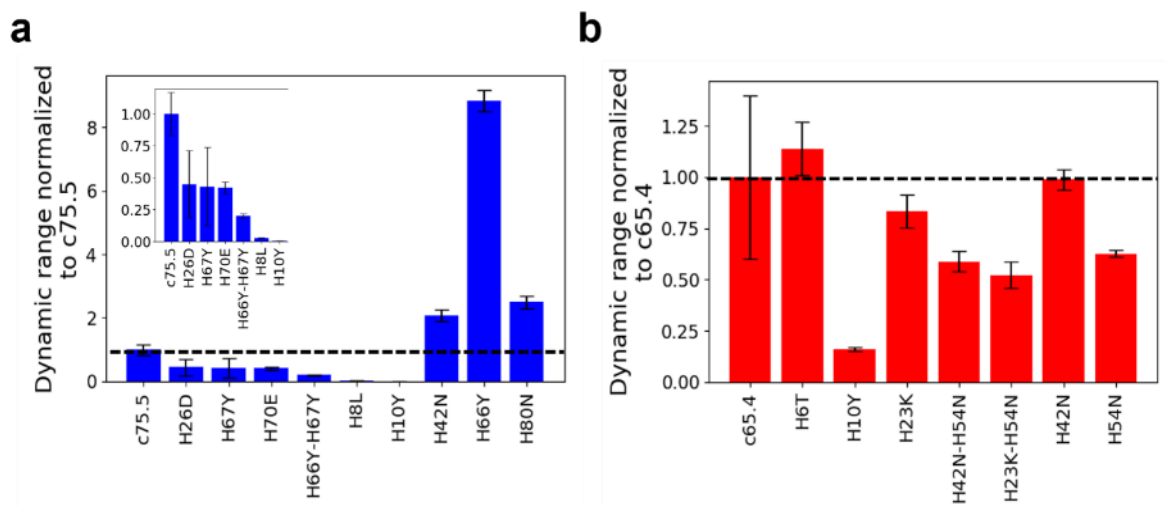 a
Dynamic range normalized
to c75.5
8
6
4
2
0
1.00
0.75
0.50
0.25
0.00
c75.5
H26D
H67Y
H70E
H66Y-H67Y
H8L
H10Y
c75.5
H26D
H67Y
H70E
H66Y-H67Y
H8L
H10Y
H42N
H66Y
H80N
b
Dynamic range normalized
to c65.4
1.25
1.00
0.75
0.50
0.25
0.00
c65.4
H6T
H10Y
H23K
H42N-H54N
H23K-H54N
H42N
H54N